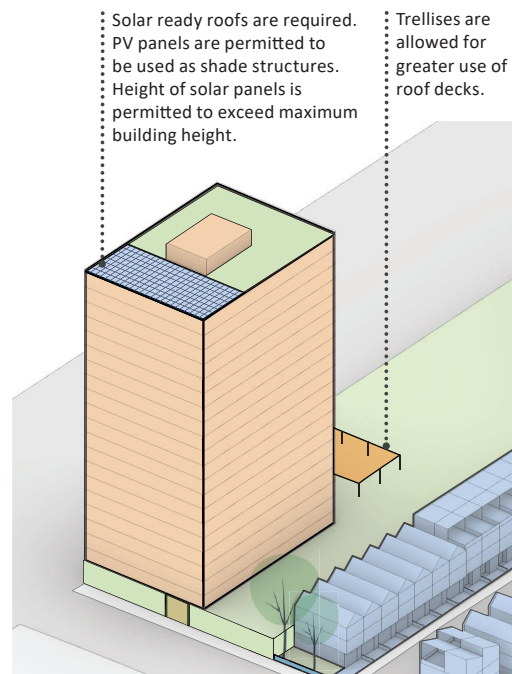 Solar ready roofs are required.
PV panels are permitted to
be used as shade structures.
Height of solar panels is
permitted to exceed maximum
building height.
Trellises are
allowed for
greater use of
roof decks.